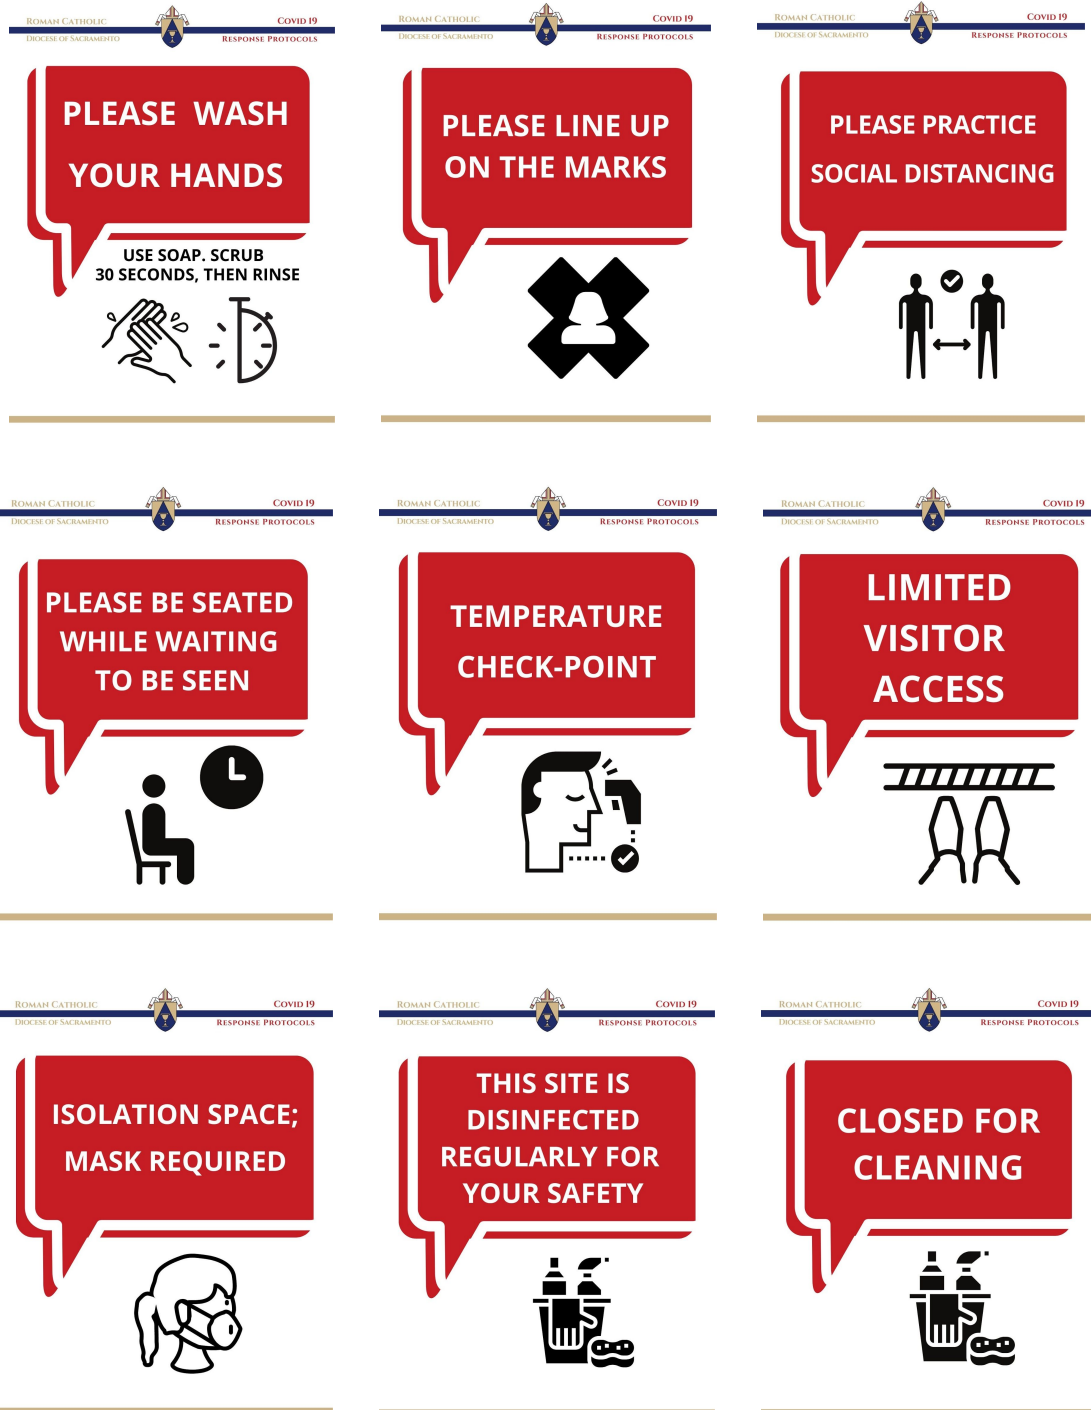 ROMAN CATHOLIC
DIOCESE OF SACRAMENTO
COVID 19
RESPONSE PROTOCOLS
PLEASE WASH
YOUR HANDS
USE SOAP. SCRUB
30 SECONDS, THEN RINSE
ROMAN CATHOLIC
DIOCESE OF SACRAMENTO
COVID 19
RESPONSE PROTOCOLS
PLEASE LINE UP
ON THE MARKS
ROMAN CATHOLIC
DIOCESE OF SACRAMENTO
COVID 19
RESPONSE PROTOCOLS
PLEASE PRACTICE
SOCIAL DISTANCING
ROMAN CATHOLIC
DIOCESE OF SACRAMENTO
COVID 19
RESPONSE PROTOCOLS
PLEASE BE SEATED
WHILE WAITING
TO BE SEEN
ROMAN CATHOLIC
DIOCESE OF SACRAMENTO
COVID 19
RESPONSE PROTOCOLS
TEMPERATURE
CHECK-POINT
ROMAN CATHOLIC
DIOCESE OF SACRAMENTO
COVID 19
RESPONSE PROTOCOLS
LIMITED
VISITOR
ACCESS
ROMAN CATHOLIC
DIOCESE OF SACRAMENTO
COVID 19
RESPONSE PROTOCOLS
ISOLATION SPACE;
MASK REQUIRED
ROMAN CATHOLIC
DIOCESE OF SACRAMENTO
COVID 19
RESPONSE PROTOCOLS
THIS SITE IS
DISINFECTED
REGULARLY FOR
YOUR SAFETY
ROMAN CATHOLIC
DIOCESE OF SACRAMENTO
COVID 19
RESPONSE PROTOCOLS
CLOSED FOR
CLEANING